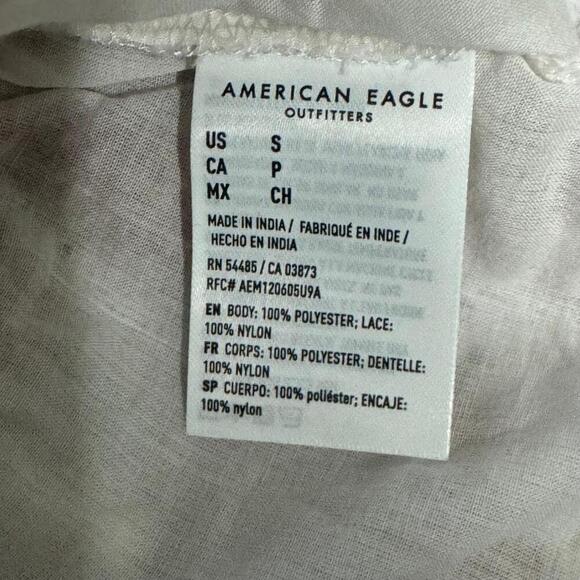 AMERICAN EAGLE
OUTFITTERS
US S
CA P
MX CH
MADE IN INDIA / FABRIQUÉ EN INDE /
HECHO EN INDIA
RN 54485 / CA 03873
RFC# AEM120605U9A
EN BODY: 100% POLYESTER; LACE:
100% NYLON
FR CORPS: 100% POLYESTER; DENTELLE:
100% NYLON
SP CUERPO: 100% poliéster; ENCAJE:
100% nylon